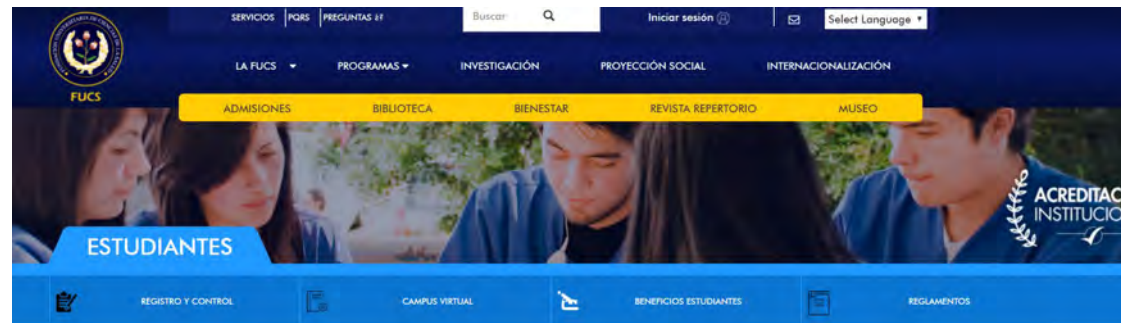 SERVICIOS PQRS PREGUNTAS
Buscar
Iniciar sesión
Select Language
LA FUCS PROGRAMAS INVESTIGACIÓN PROYECCIÓN SOCIAL INTERNACIONALIZACIÓN
FUCS
ADMISIONES BIBLIOTECA BIENESTAR REVISTA REPERTORIO MUSEO
ACREDITAC
INSTITUCIO
ESTUDIANTES
REGISTRO Y CONTROL CAMPUS VIRTUAL BENEFICIOS ESTUDIANTES REGLAMENTOS